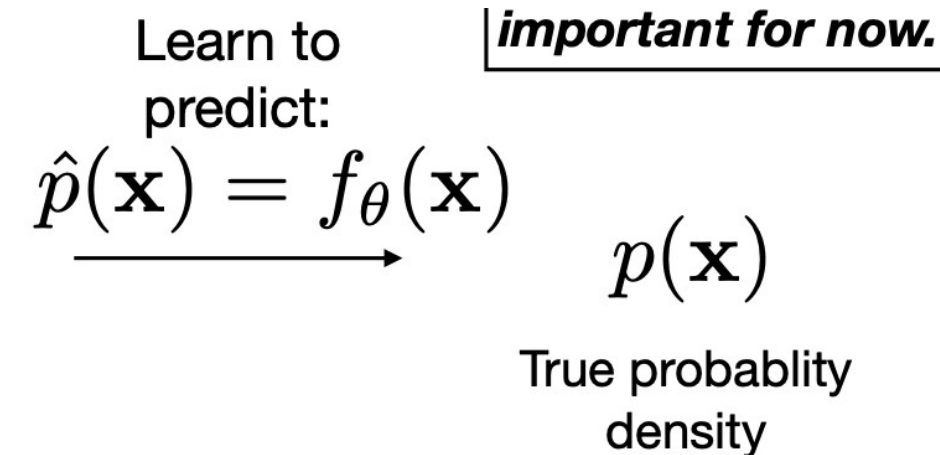 Learn to
predict:
p̂(x) = f_θ(x)
important for now.
p(x)
True probablity
density